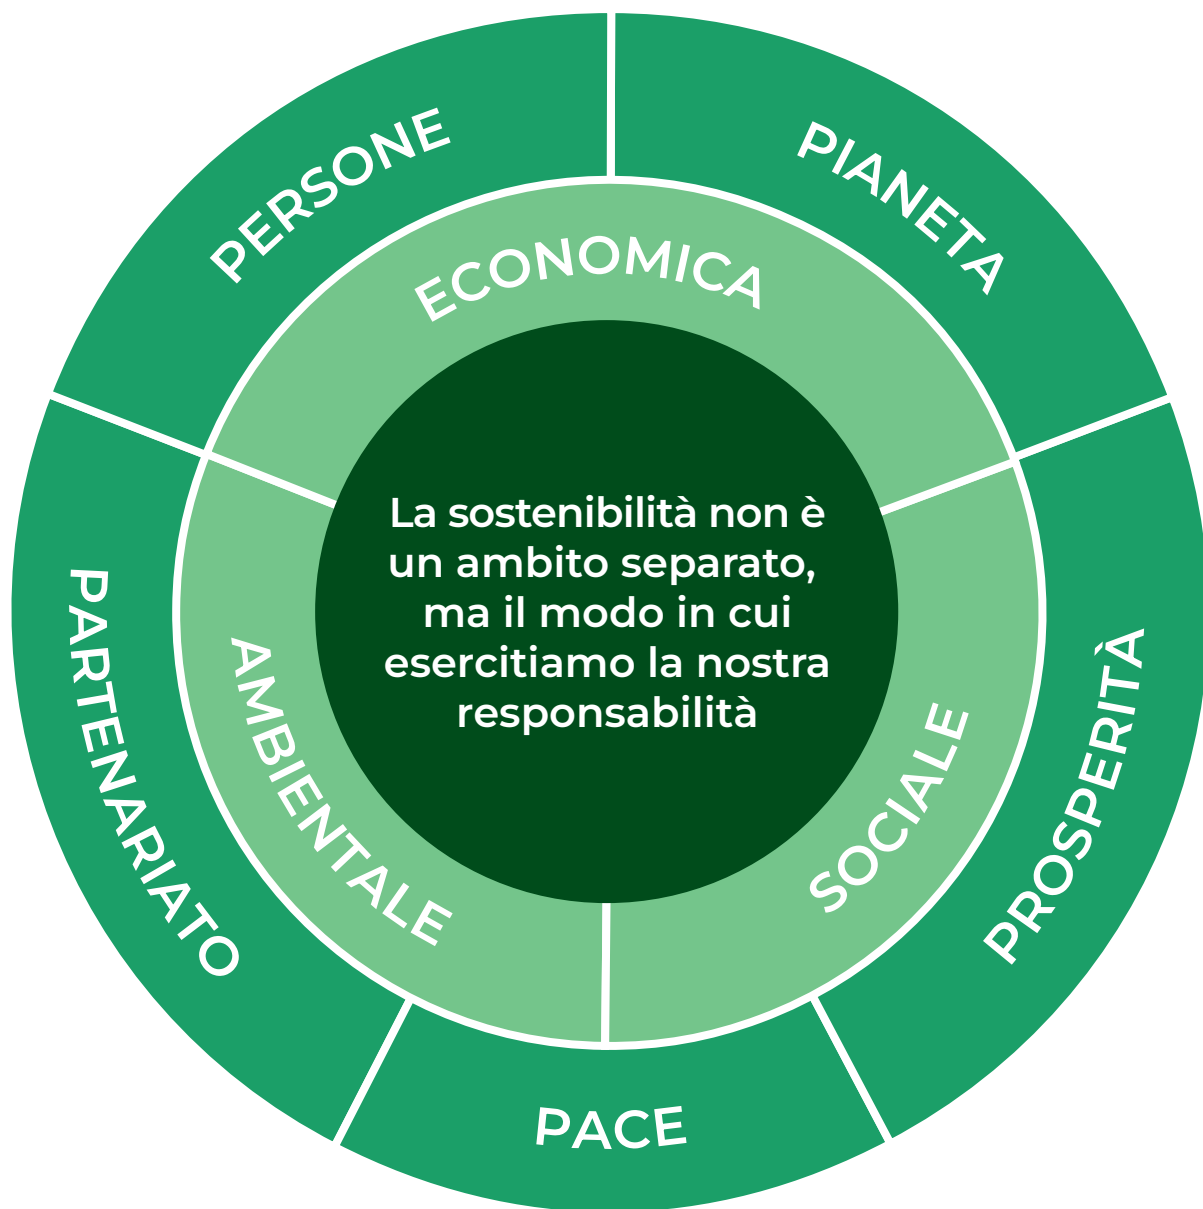 PERSONE
PIANETA
ECONOMICA
La sostenibilità non è
un ambito separato,
ma il modo in cui
esercitiamo la nostra
responsabilità
PARTENARIATO
AMBIENTALE
SOCIALE
PROSPERITÀ
PACE